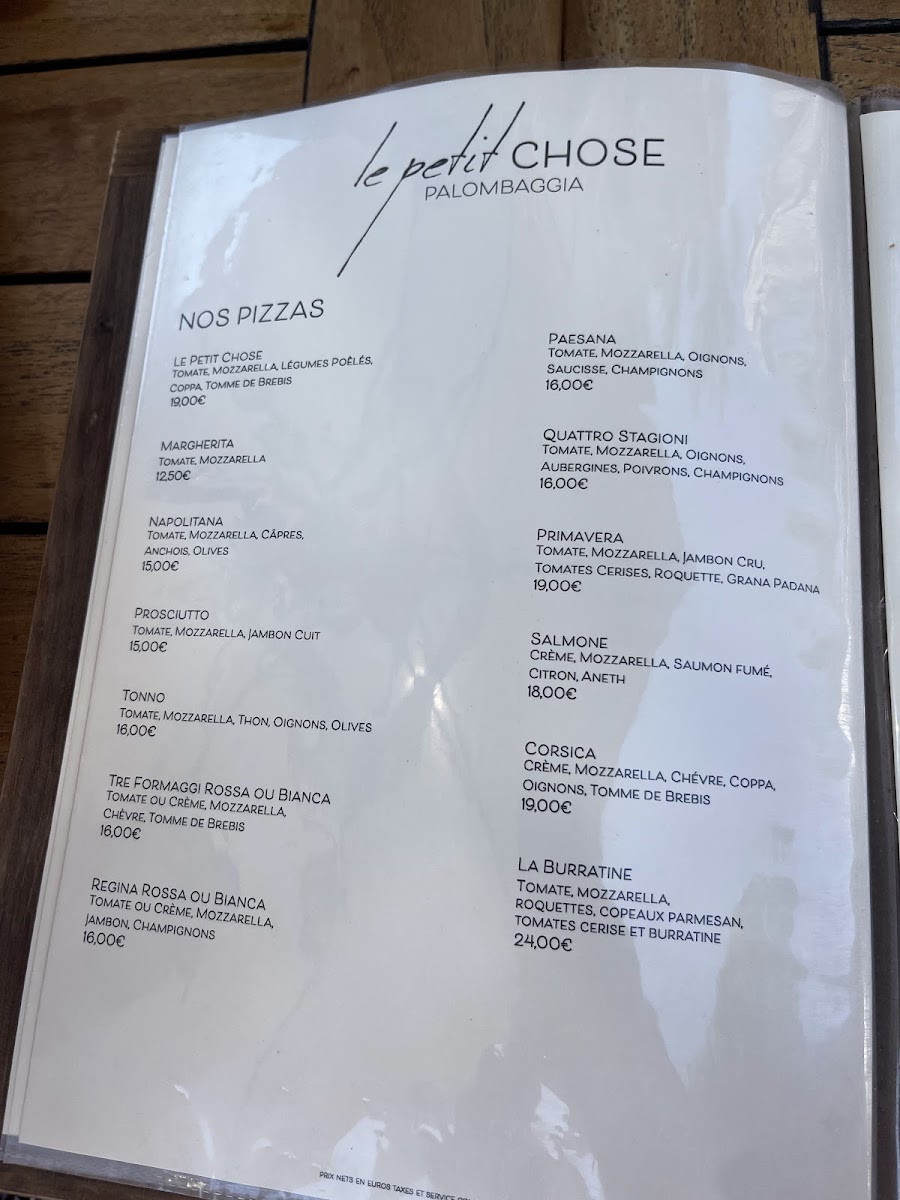 le petit CHOSE
PALOMBAGGIA
NOS PIZZAS
LE PETIT CHOSE
TOMATE, MOZZARELLA, LÉGUMES POÊLÉS,
COPPA, TOMME DE BREBIS
19,00€
MARGHERITA
TOMATE, MOZZARELLA
12,50€
NAPOLITANA
TOMATE, MOZZARELLA, CÂPRES,
ANCHOIS, OLIVES
15,00€
PROSCIUTTO
TOMATE, MOZZARELLA, JAMBON CUIT
15,00€
TONNO
TOMATE, MOZZARELLA, THON, OIGNONS, OLIVES
16,00€
TRE FORMAGGI ROSSA OU BIANCA
TOMATE OU CRÈME, MOZZARELLA,
CHÈVRE, TOMME DE BREBIS
16,00€
REGINA ROSSA OU BIANCA
TOMATE OU CRÈME, MOZZARELLA,
JAMBON, CHAMPIGNONS
16,00€
PAESANA
TOMATE, MOZZARELLA, OIGNONS,
SAUCISSE, CHAMPIGNONS
16,00€
QUATTRO STAGIONI
TOMATE, MOZZARELLA, OIGNONS,
AUBERGINES, POIVRONS, CHAMPIGNONS
16,00€
PRIMAVERA
TOMATE, MOZZARELLA, JAMBON CRU,
TOMATES CERISES, ROQUETTE, GRANA PADANA
19,00€
SALMONE
CRÈME, MOZZARELLA, SAUMON FUMÉ,
CITRON, ANETH
18,00€
CORSICA
CRÈME, MOZZARELLA, CHÉVRE, COPPA,
OIGNONS, TOMME DE BREBIS
19,00€
LA BURRATINE
TOMATE, MOZZARELLA,
ROQUETTES, COPEAUX PARMESAN,
TOMATES CERISE ET BURRATINE
24,00€
PRIX NETS EN EUROS TAXES ET SERVICE